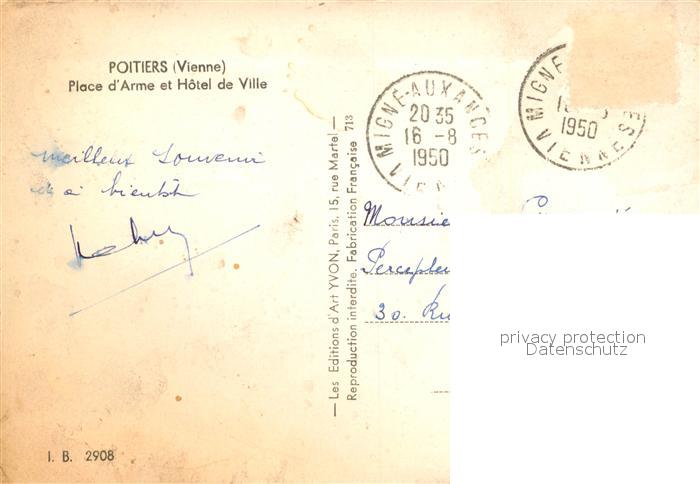 POITIERS (Vienne)
Place d'Arme et Hôtel de Ville
meilleur souvenir
à bientôt
— Les Editions d'Art YVON, Paris, 15, rue Martel —
Reproduction interdite. Fabrication Française 713
MIGNE-AUXANCES
20 35
16 -8
1950
VIENN
MIGNE
1950
VIENNE
Monsie
Percepteu
30. Ru
privacy protection
Datenschutz
I. B. 2908